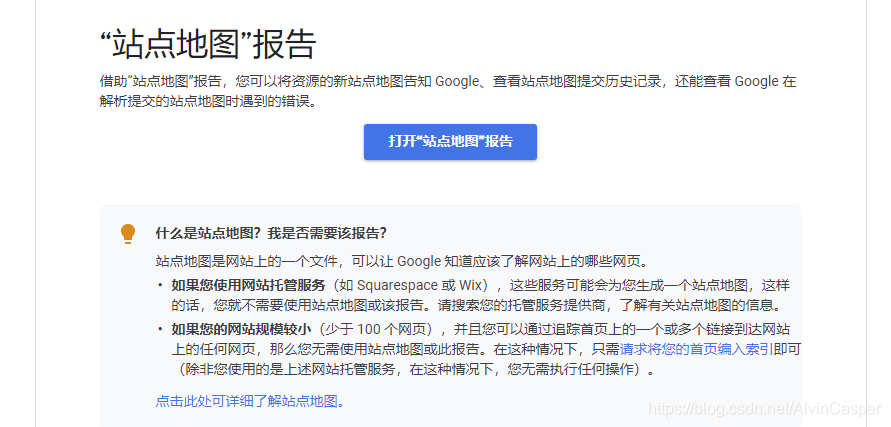 “站点地图”报告
借助“站点地图”报告，您可以将资源的新站点地图告知 Google、查看站点地图提交历史记录，还能查看 Google 在
解析提交的站点地图时遇到的错误。
打开“站点地图”报告
什么是站点地图？我是否需要该报告？
站点地图是网站上的一个文件，可以让 Google 知道应该了解网站上的哪些网页。
• 如果您使用网站托管服务（如 Squarespace 或 Wix），这些服务可能会为您生成一个站点地图，这样
的话，您就不需要使用站点地图或该报告。请搜索您的托管服务提供商，了解有关站点地图的信息。
• 如果您的网站规模较小（少于 100 个网页），并且您可以通过追踪首页上的一个或多个链接到达网站
上的任何网页，那么您无需使用站点地图或此报告。在这种情况下，只需请求将您的首页编入索引即可
（除非您使用的是上述网站托管服务，在这种情况下，您无需执行任何操作）。
点击此处可详细了解站点地图。
https://blog.csdn.net/AlvinCasper